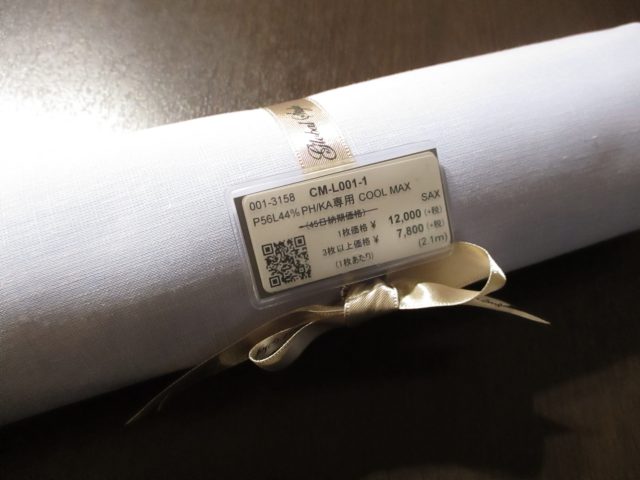 001-3158 CM-L001-1
P56L44% PH/KA専用 COOL MAX SAX
(45日納期価格)
1枚価格 ¥ 12,000 (+税)
3枚以上価格 ¥ 7,800 (+税)
(1枚あたり) (2.1m)